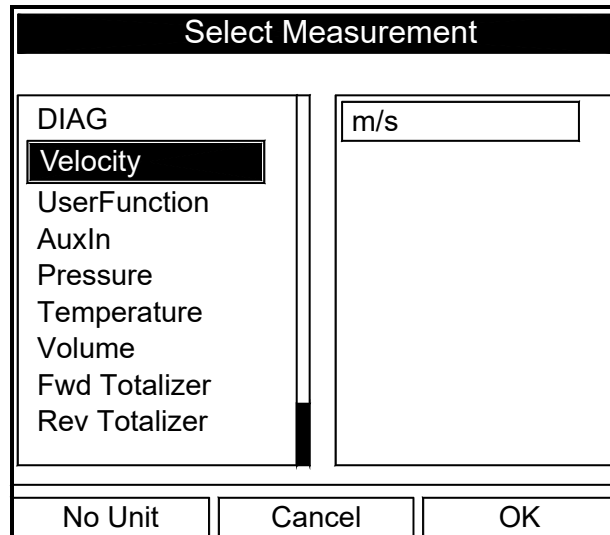 Select Measurement
DIAG
Velocity
UserFunction
AuxIn
Pressure
Temperature
Volume
Fwd Totalizer
Rev Totalizer
m/s
No Unit
Cancel
OK